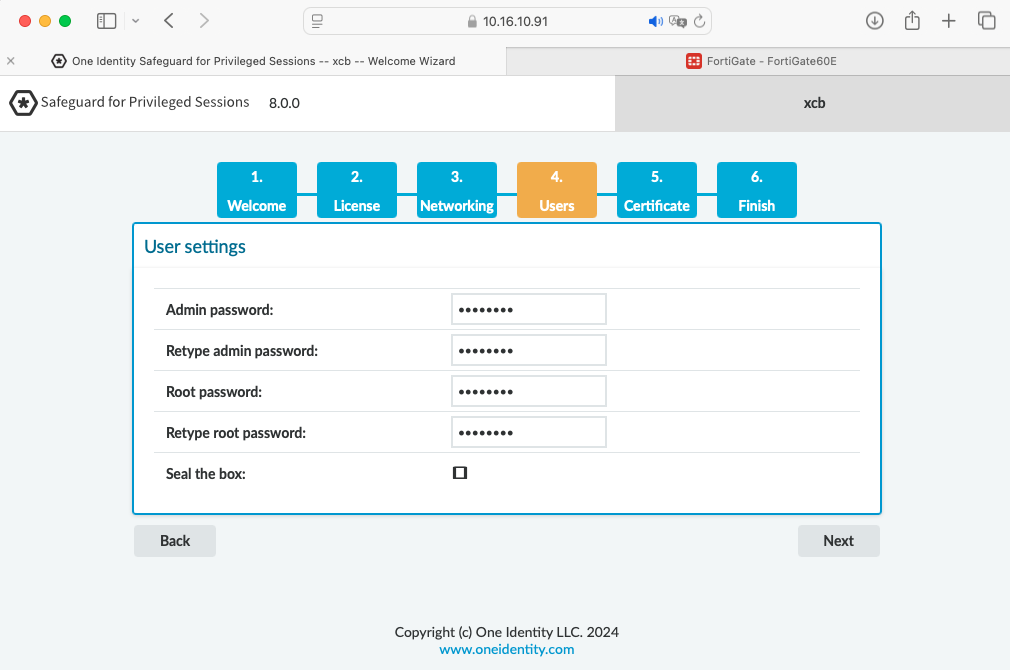 10.16.10.91
One Identity Safeguard for Privileged Sessions -- xcb -- Welcome Wizard
FortiGate - FortiGate60E
Safeguard for Privileged Sessions 8.0.0
xcb
1. Welcome
2. License
3. Networking
4. Users
5. Certificate
6. Finish
User settings
Admin password: ••••••••
Retype admin password: ••••••••
Root password: ••••••••
Retype root password: ••••••••
Seal the box:
Back
Next
Copyright (c) One Identity LLC. 2024
www.oneidentity.com